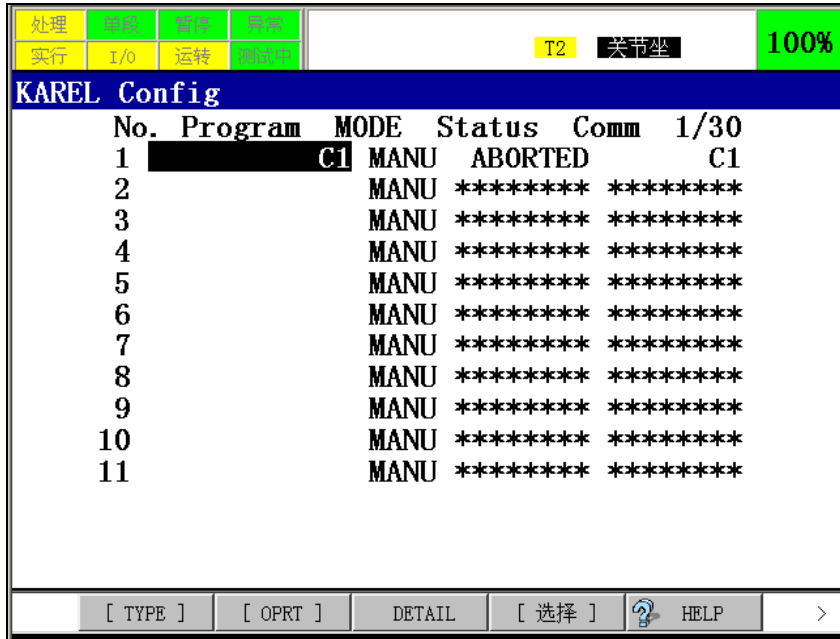 处理 单段 暂停 异常
实行 I/O 运转 测试中
T2 关节坐 100%
KAREL Config
No. Program MODE Status Comm 1/30
1 C1 MANU ABORTED C1
2 MANU ******** ********
3 MANU ******** ********
4 MANU ******** ********
5 MANU ******** ********
6 MANU ******** ********
7 MANU ******** ********
8 MANU ******** ********
9 MANU ******** ********
10 MANU ******** ********
11 MANU ******** ********
[ TYPE ] [ OPRT ] DETAIL [ 选择 ] HELP >